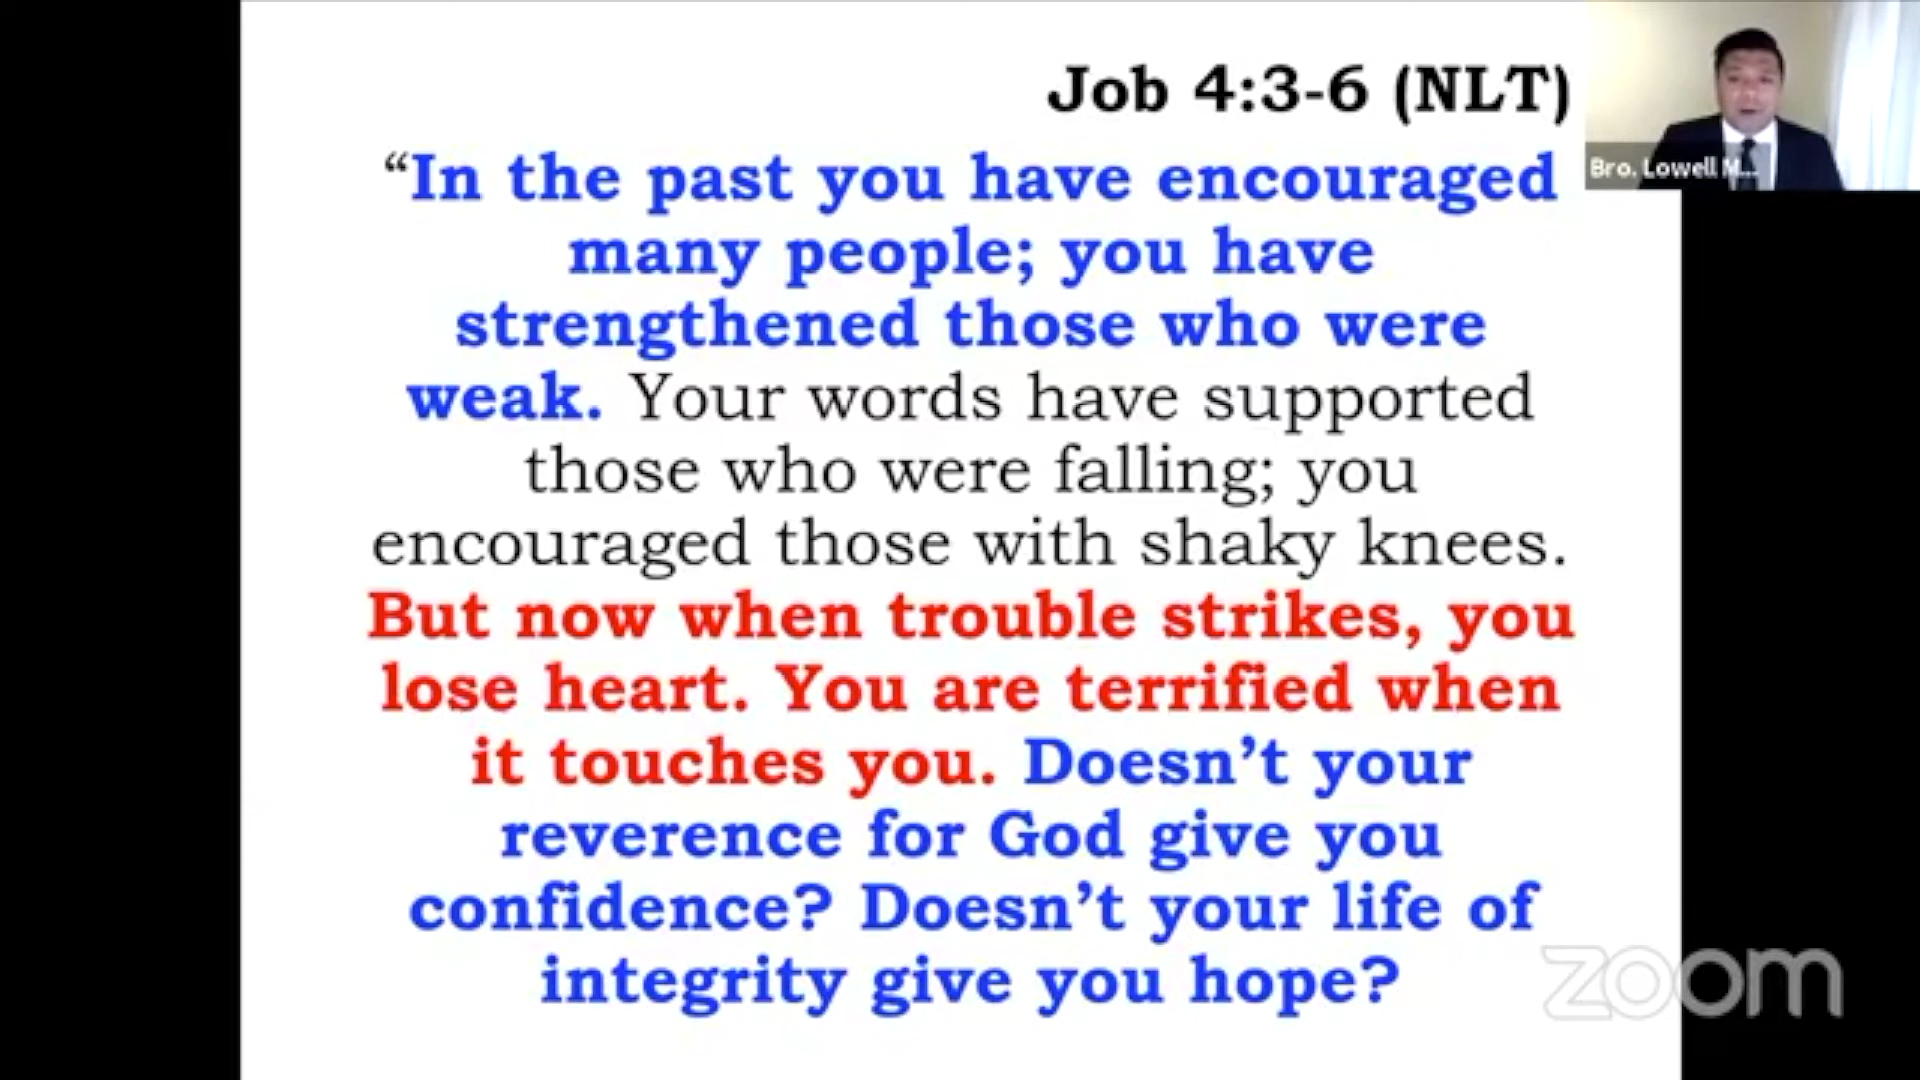 Job 4:3-6 (NLT)
“In the past you have encouraged
many people; you have
strengthened those who were
weak. Your words have supported
those who were falling; you
encouraged those with shaky knees.
But now when trouble strikes, you
lose heart. You are terrified when
it touches you. Doesn’t your
reverence for God give you
confidence? Doesn’t your life of
integrity give you hope?
Bro. Lowell M...
zoom